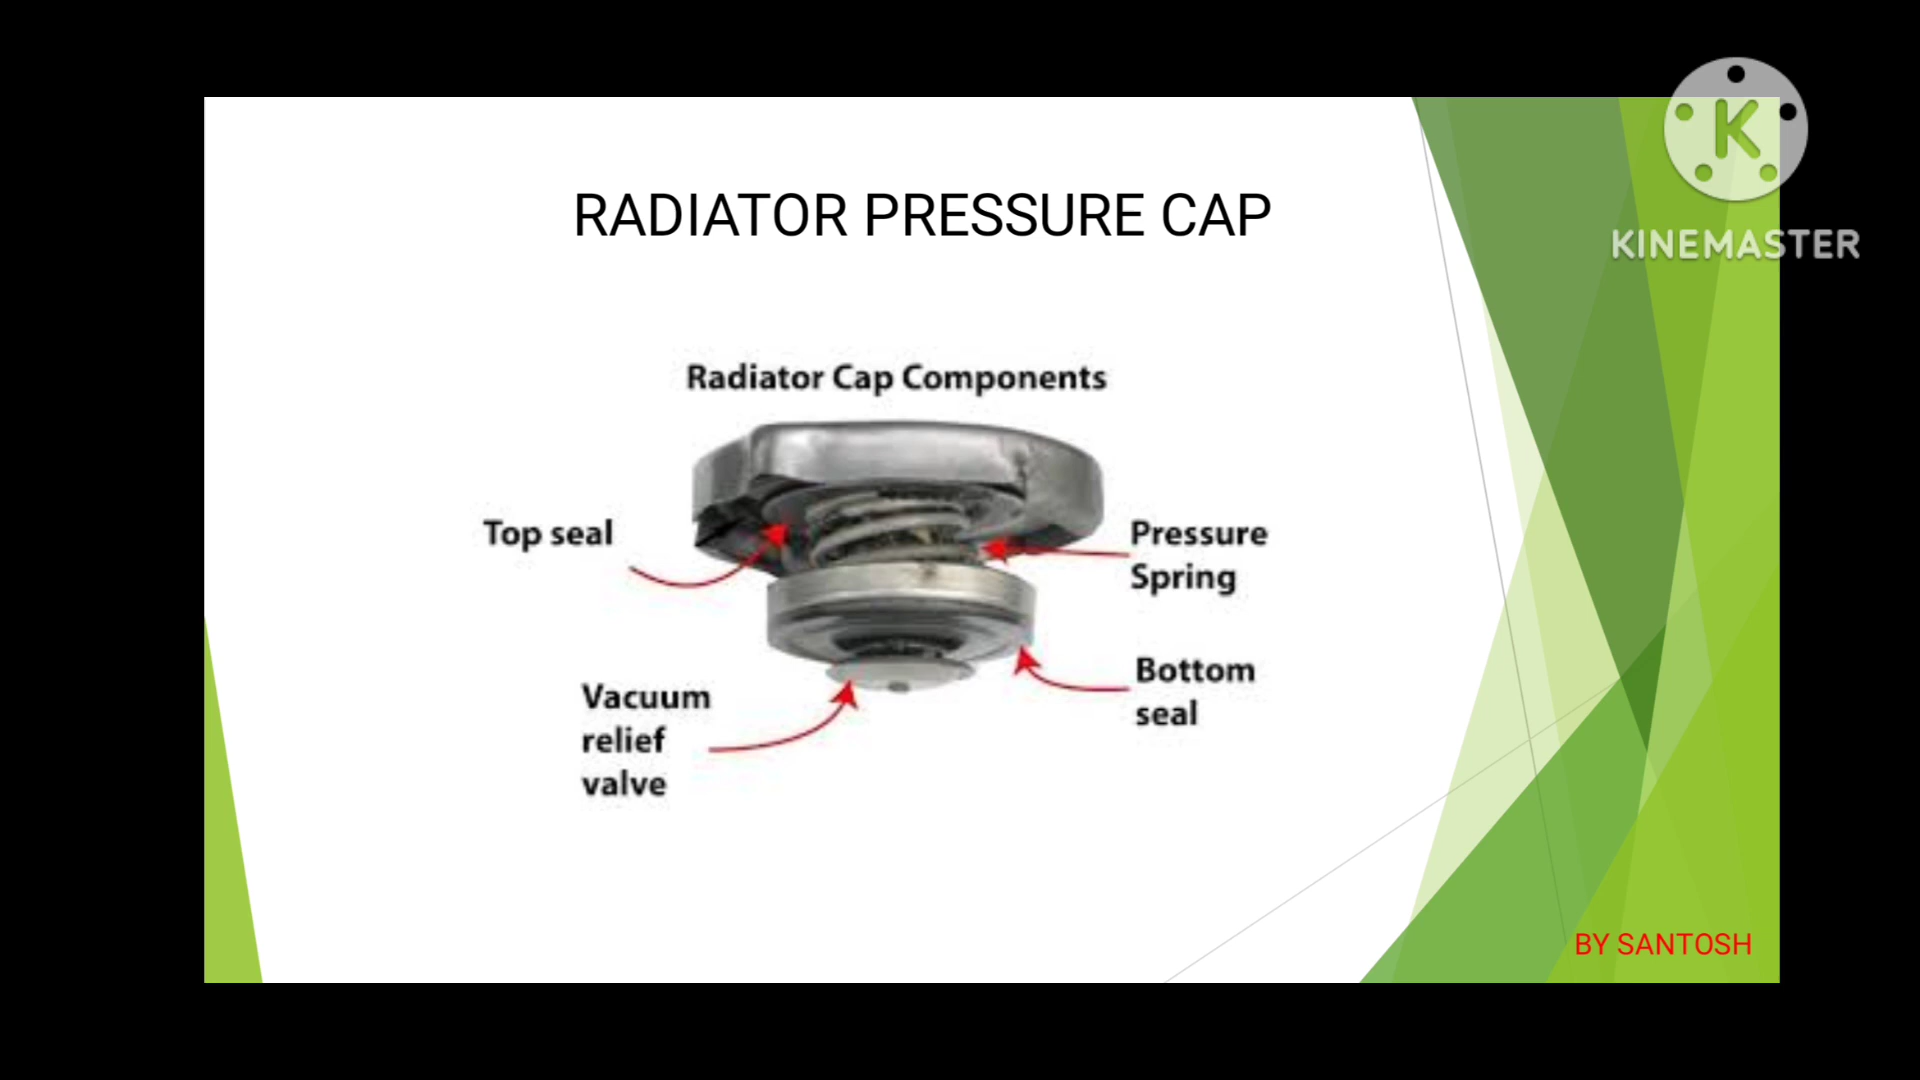 K
KINEMASTER
RADIATOR PRESSURE CAP
Radiator Cap Components
Top seal
Pressure
Spring
Vacuum
relief
valve
Bottom
seal
BY SANTOSH